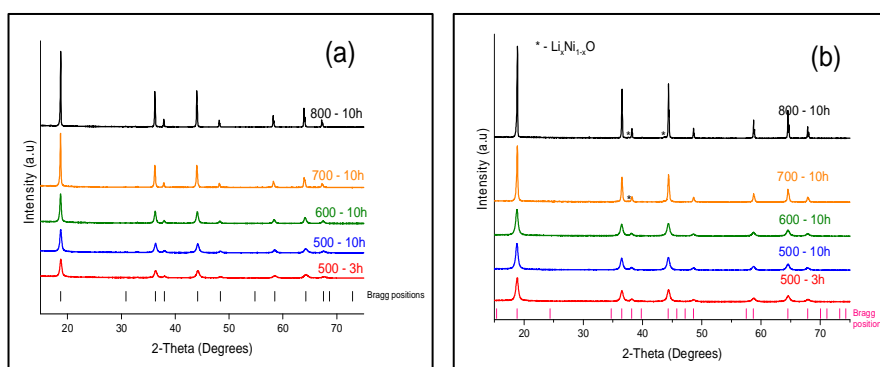 (a)
800 - 10h
700 - 10h
600 - 10h
500 - 10h
500 - 3h
Bragg positions
Intensity (a.u)
20 30 40 50 60 70
2-Theta (Degrees)
* - LixNi1-xO
(b)
800 - 10h
*
*
700 - 10h
*
600 - 10h
500 - 10h
500 - 3h
Bragg
position
Intensity (a.u)
20 30 40 50 60 70
2-Theta (Degrees)